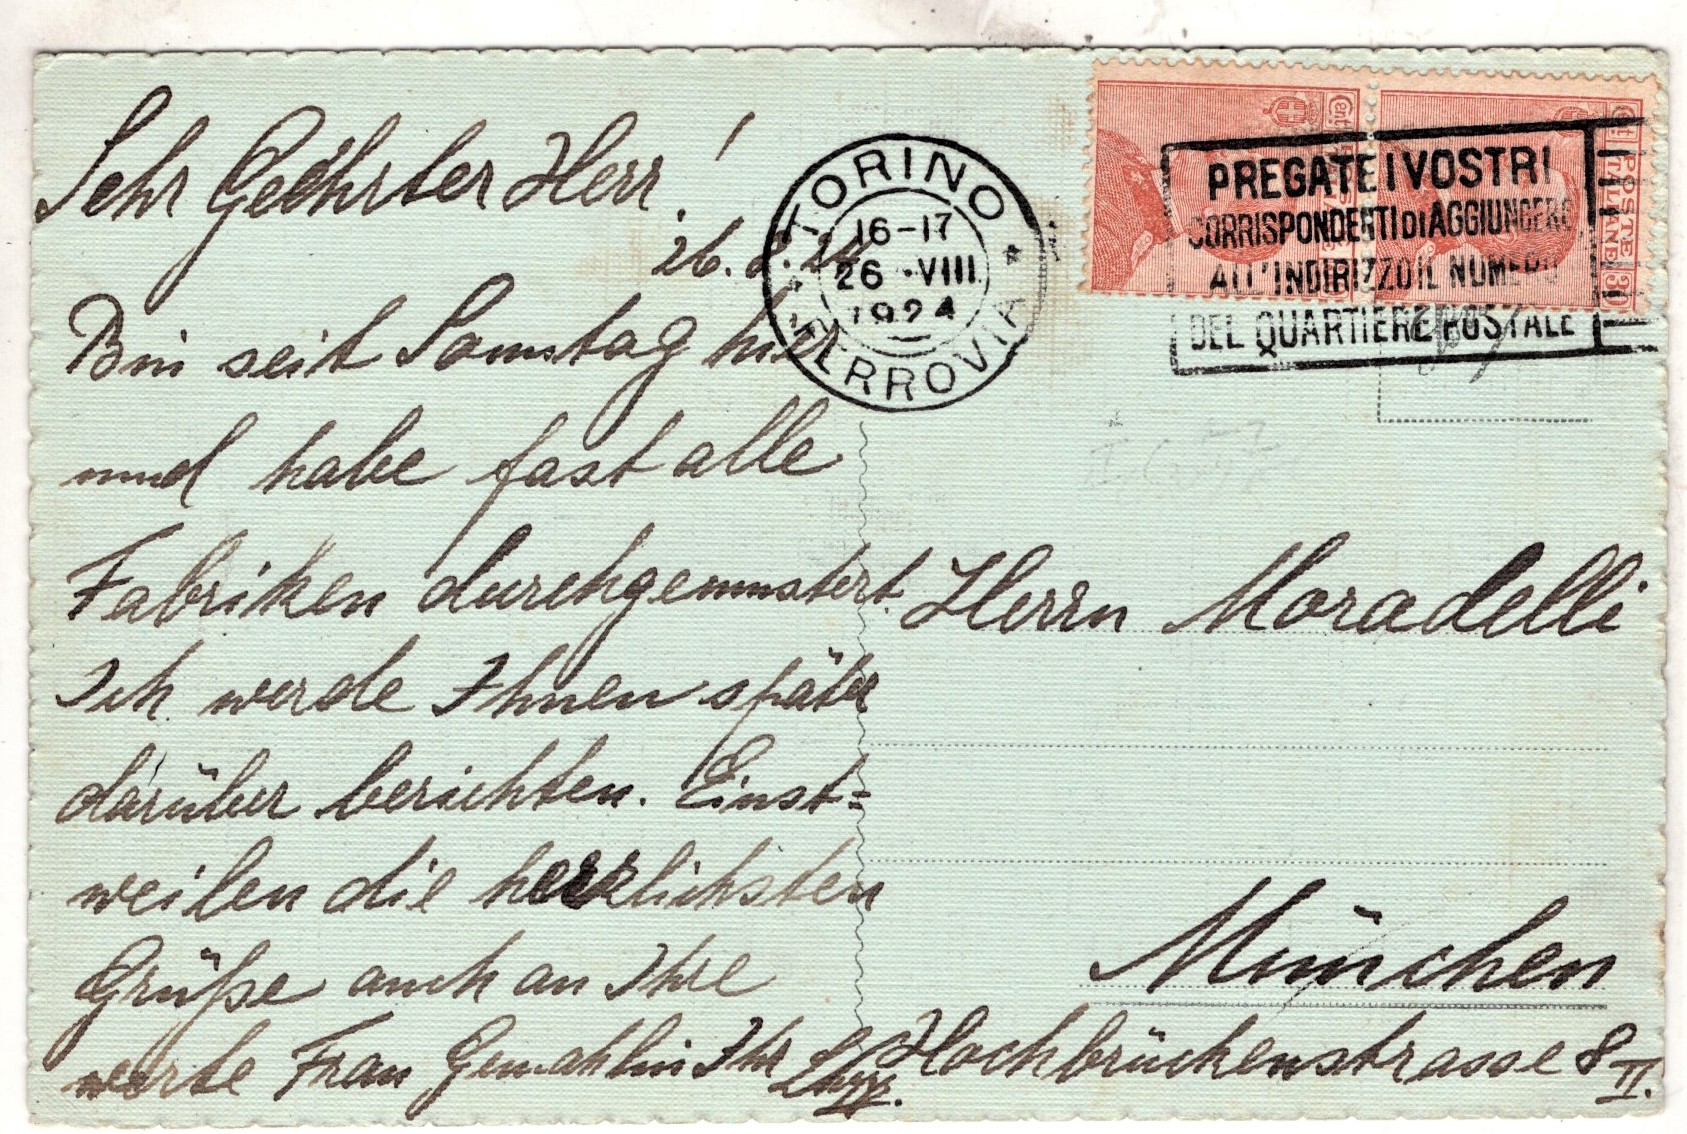 Sehr Geehrter Herr!
26.8.24
Bin seit Samstag hier
und habe fast alle
Fabriken durchgemustert.
Ich werde Ihnen später
darüber berichten. Einst=
weilen die herzlichsten
Grüße auch an Ihre
werte Frau Gemahlin Ihr
TORINO
16-17
26 VIII
1924
FERROVIA
Cent. 30 POSTE ITALIANE
PREGATE I VOSTRI
CORRISPONDENTI DI AGGIUNGERE
ALL'INDIRIZZO IL NUMERO
DEL QUARTIERE POSTALE
Herrn Moradelli
München
Hochbrückenstrasse 8 II.